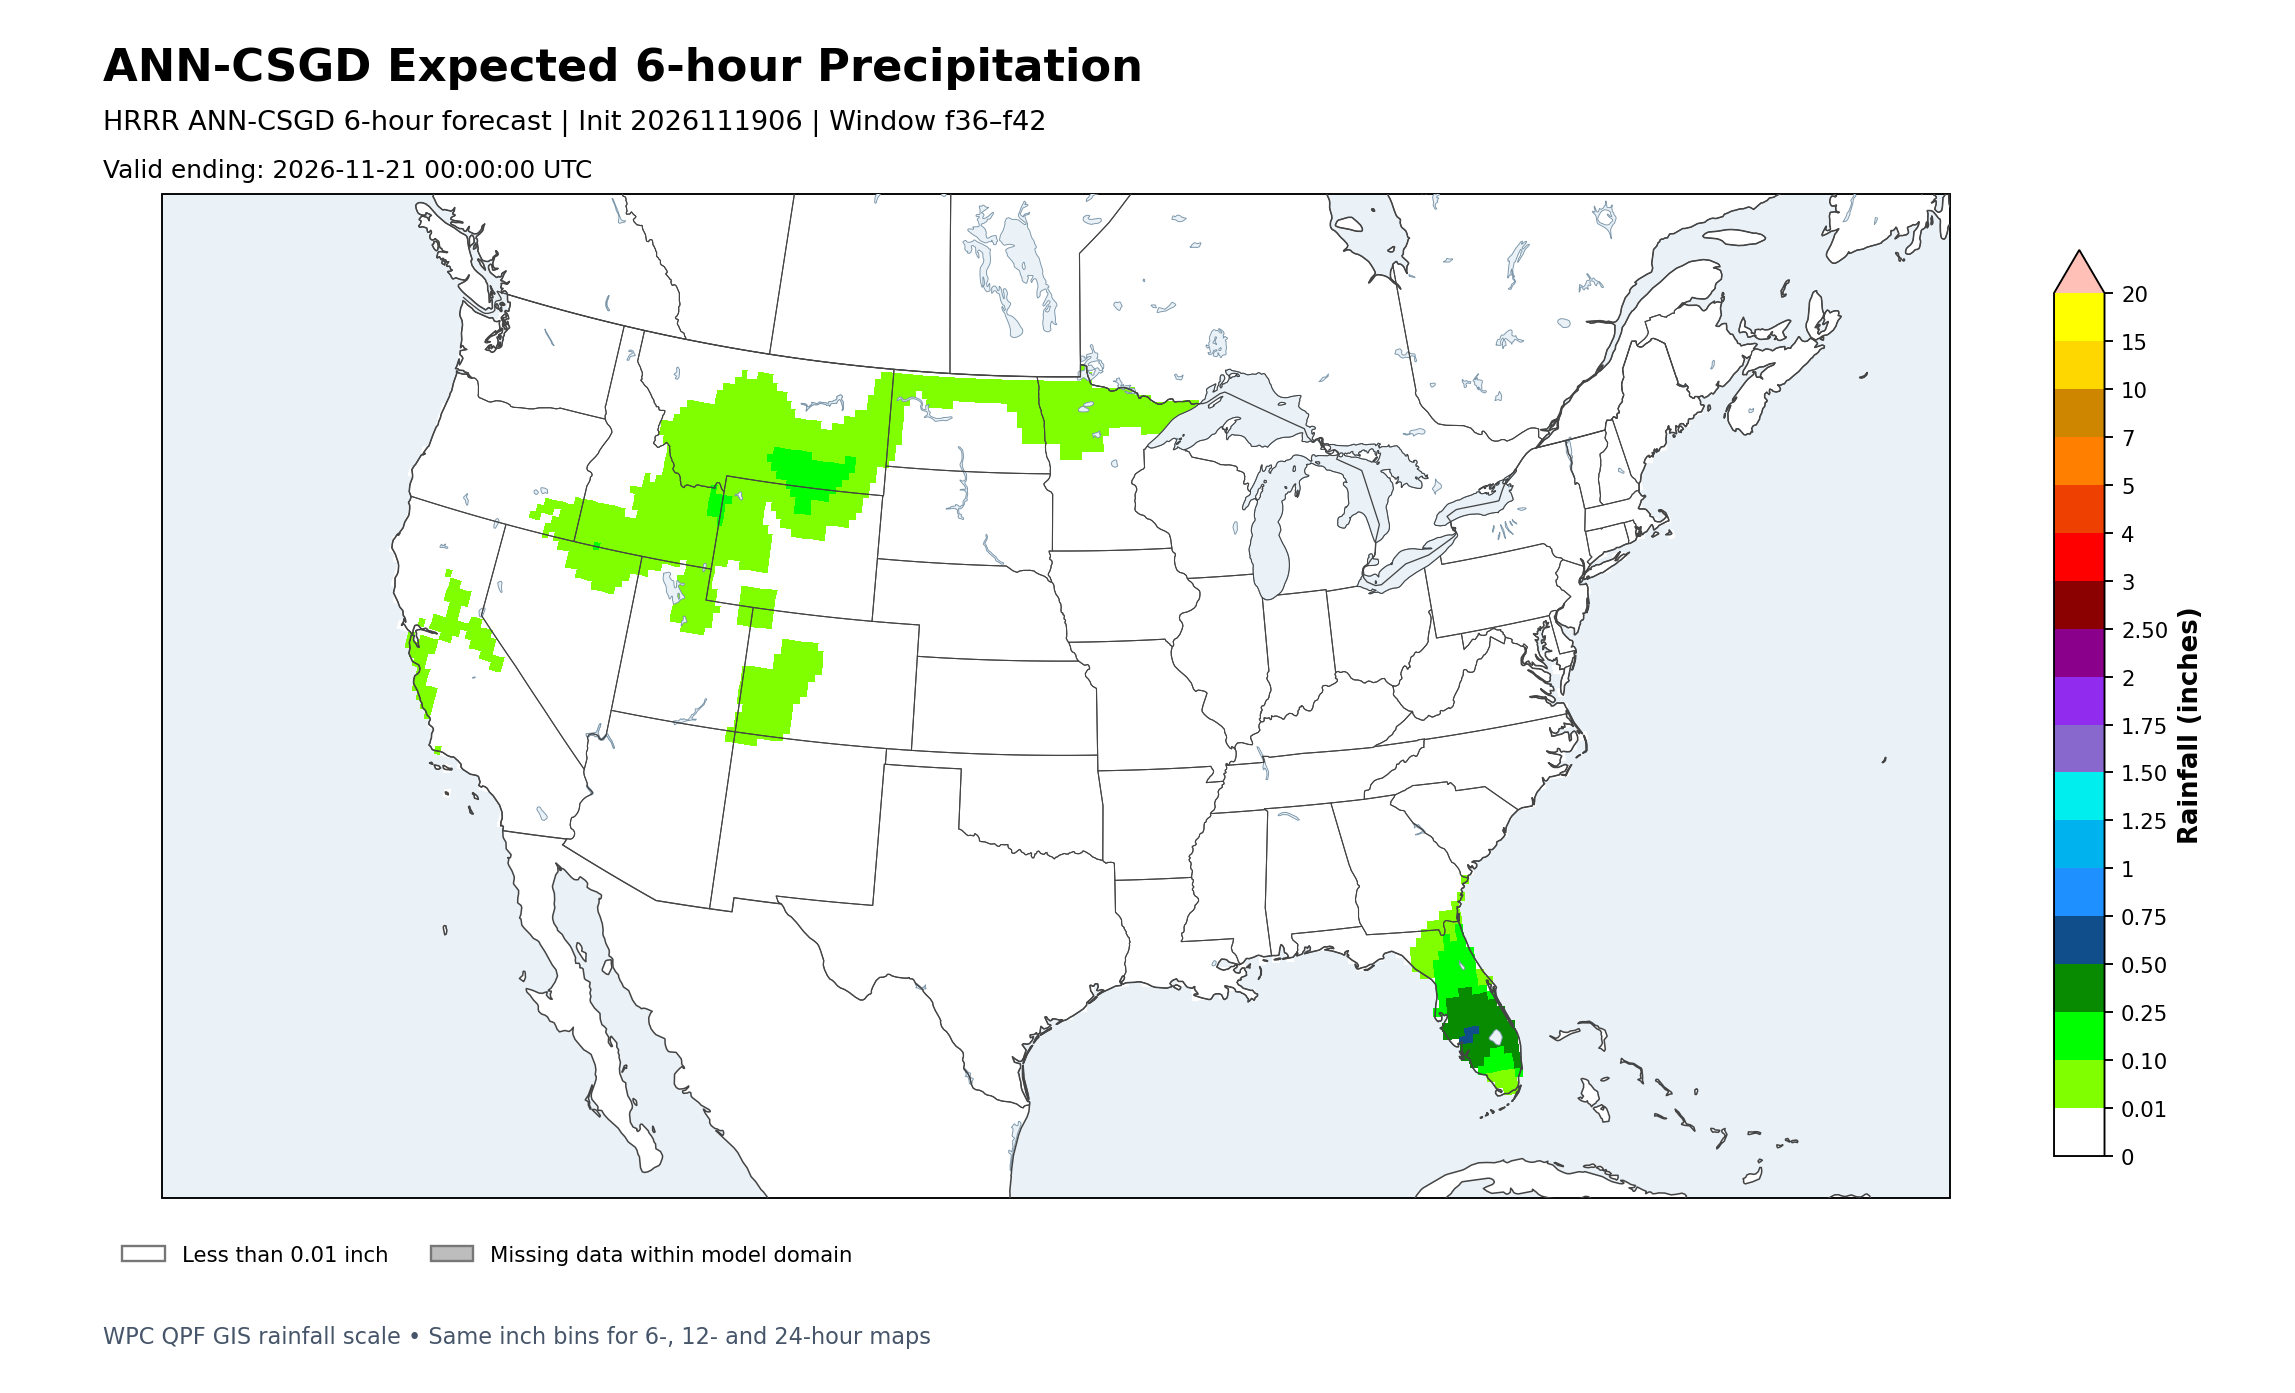 ANN-CSGD Expected 6-hour Precipitation
HRRR ANN-CSGD 6-hour forecast | Init 2026111906 | Window f36–f42
Valid ending: 2026-11-21 00:00:00 UTC
20
15
10
7
5
4
3
2.50
2
1.75
1.50
1.25
1
0.75
0.50
0.25
0.10
0.01
0
Rainfall (inches)
Less than 0.01 inch
Missing data within model domain
WPC QPF GIS rainfall scale • Same inch bins for 6-, 12- and 24-hour maps